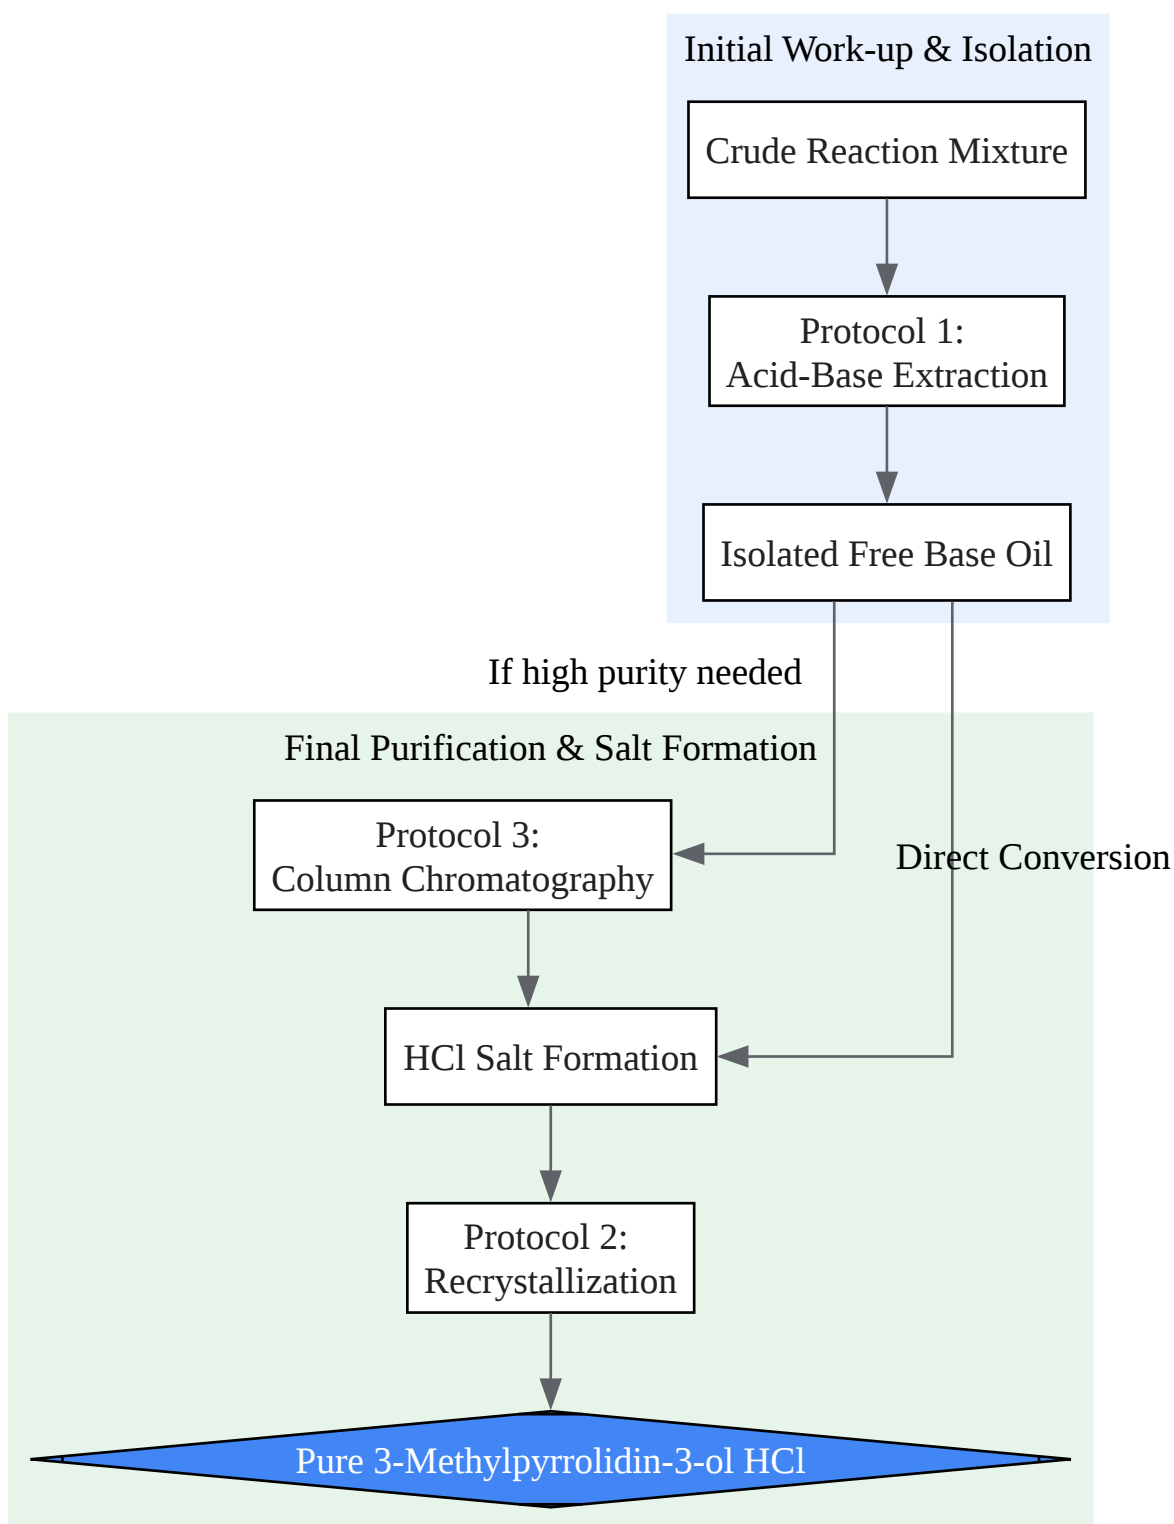 Initial Work-up & Isolation
Crude Reaction Mixture
Protocol 1:
Acid-Base Extraction
Isolated Free Base Oil
If high purity needed
Final Purification & Salt Formation
Protocol 3:
Column Chromatography
Direct Conversion
HCl Salt Formation
Protocol 2:
Recrystallization
Pure 3-Methylpyrrolidin-3-ol HCl